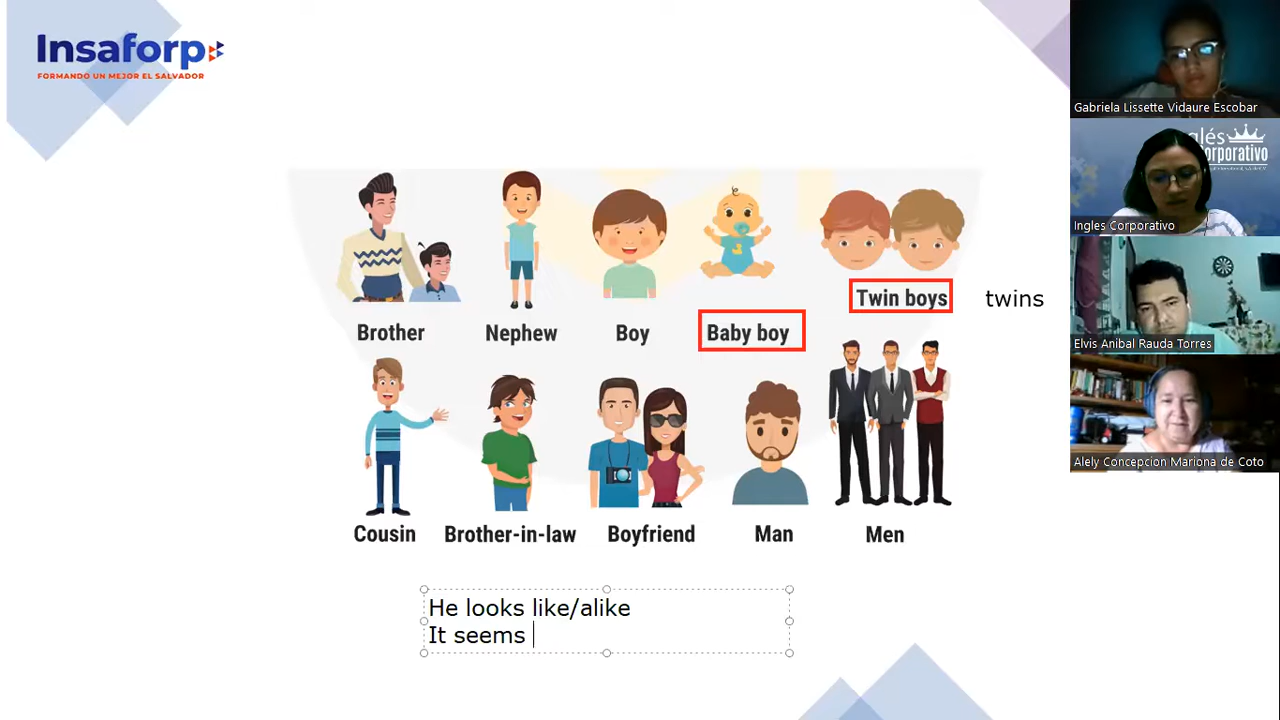 Insaforp
FORMANDO UN MEJOR EL SALVADOR
Brother
Nephew
Boy
Baby boy
Twin boys
twins
Cousin
Brother-in-law
Boyfriend
Man
Men
He looks like/alike
It seems
Gabriela Lissette Vidaure Escobar
glés
orporativo
Ingles Corporativo
Elvis Anibal Rauda Torres
Alely Concepcion Mariona de Coto